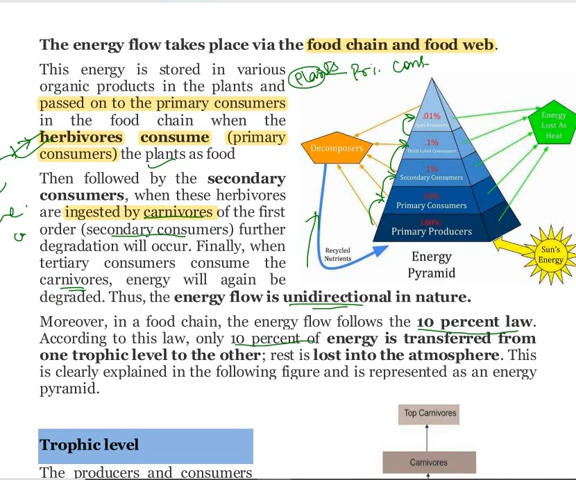 The energy flow takes place via the food chain and food web.
This energy is stored in various
organic products in the plants and
passed on to the primary consumers
in the food chain when the
herbivores consume (primary
consumers) the plants as food
Then followed by the secondary
consumers, when these herbivores
are ingested by carnivores of the first
order (secondary consumers) further
degradation will occur. Finally, when
tertiary consumers consume the
carnivores, energy will again be
degraded. Thus, the energy flow is unidirectional in nature.
Plants Pri. Cons
.01%
.1%
Third Level Consumers
1%
Secondary Consumers
10%
Primary Consumers
100%
Primary Producers
Decomposers
Energy
Lost As
Heat
Recycled
Nutrients
Energy
Pyramid
Sun's
Energy
Moreover, in a food chain, the energy flow follows the 10 percent law.
According to this law, only 10 percent of energy is transferred from
one trophic level to the other; rest is lost into the atmosphere. This
is clearly explained in the following figure and is represented as an energy
pyramid.
Trophic level
The producers and consumers
Top Carnivores
Carnivores